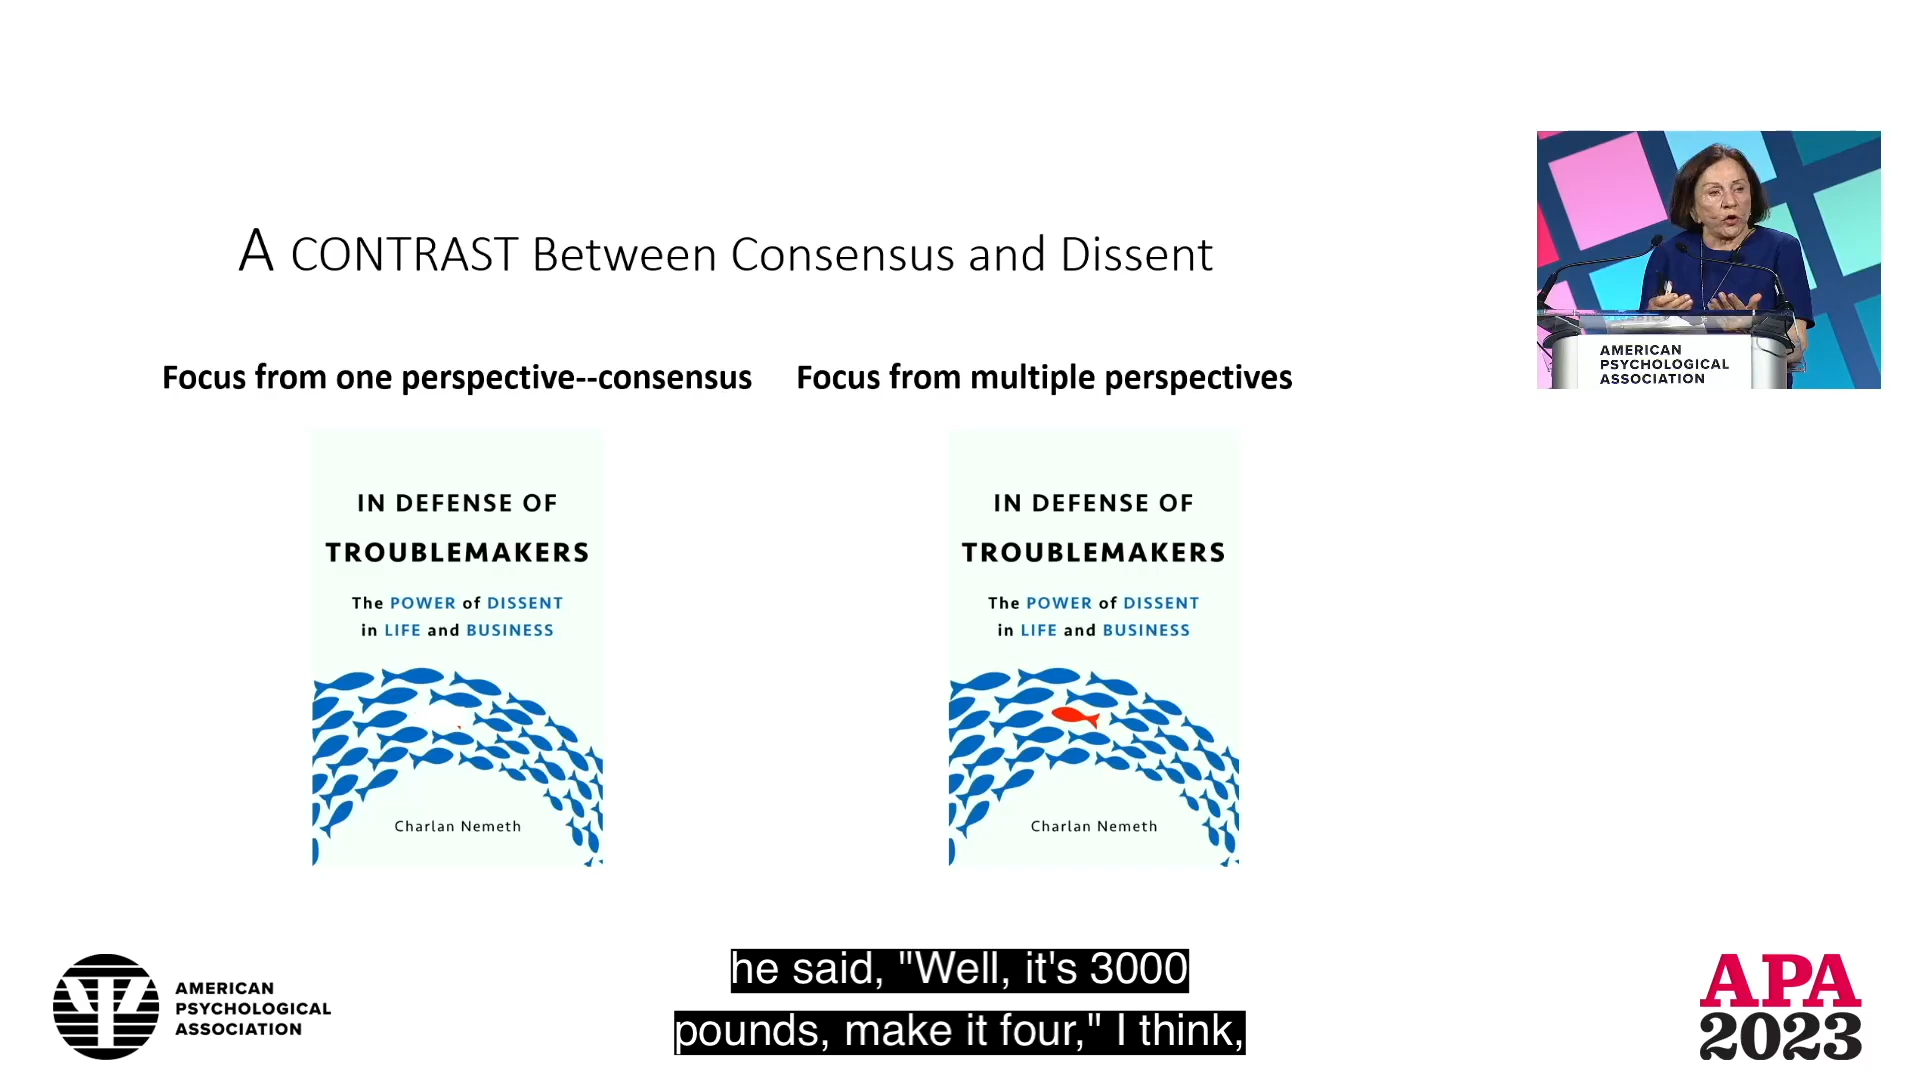 A CONTRAST Between Consensus and Dissent
Focus from one perspective--consensus
Focus from multiple perspectives
IN DEFENSE OF
TROUBLEMAKERS
The POWER of DISSENT
in LIFE and BUSINESS
Charlan Nemeth
IN DEFENSE OF
TROUBLEMAKERS
The POWER of DISSENT
in LIFE and BUSINESS
Charlan Nemeth
AMERICAN
PSYCHOLOGICAL
ASSOCIATION
he said, "Well, it's 3000
pounds, make it four," I think,
AMERICAN
PSYCHOLOGICAL
ASSOCIATION
APA
2023